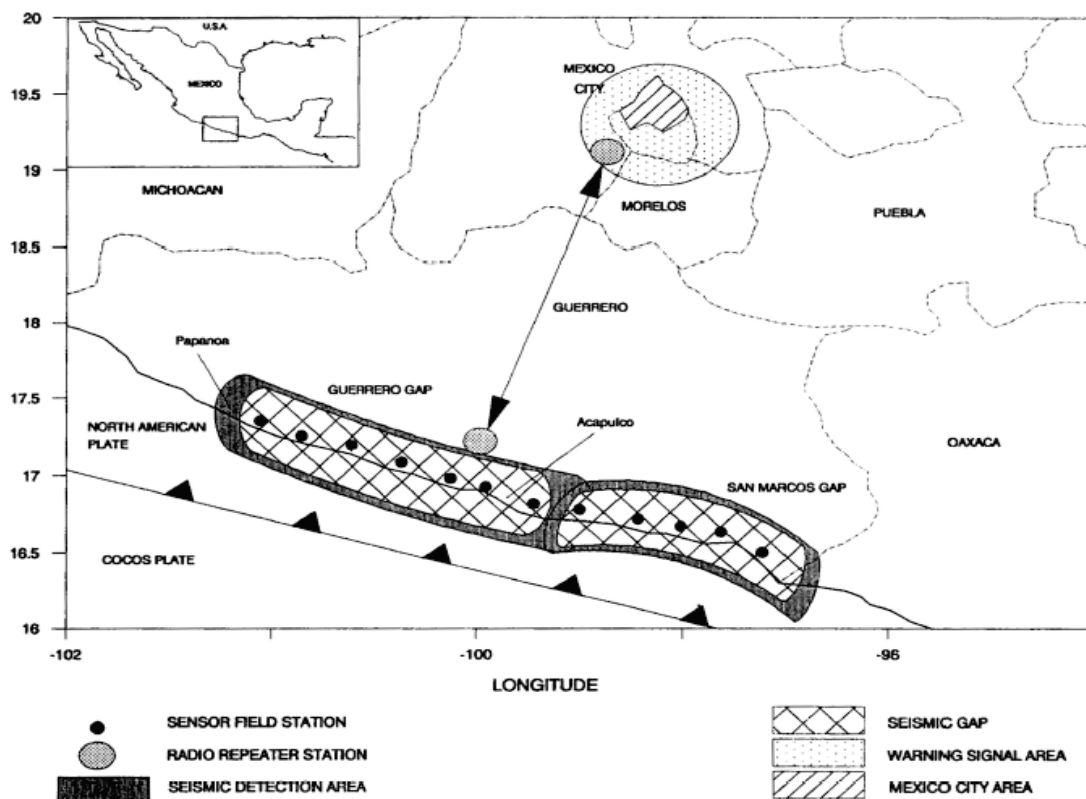 20
19.5
19
18.5
18
17.5
17
16.5
16
-102
-100
-96
LONGITUDE
U.S.A.
MEXICO
MEXICO
CITY
MICHOACAN
MORELOS
PUEBLA
GUERRERO
Papanoa
GUERRERO GAP
NORTH AMERICAN
PLATE
Acapulco
OAXACA
SAN MARCOS GAP
COCOS PLATE
SENSOR FIELD STATION
RADIO REPEATER STATION
SEISMIC DETECTION AREA
SEISMIC GAP
WARNING SIGNAL AREA
MEXICO CITY AREA